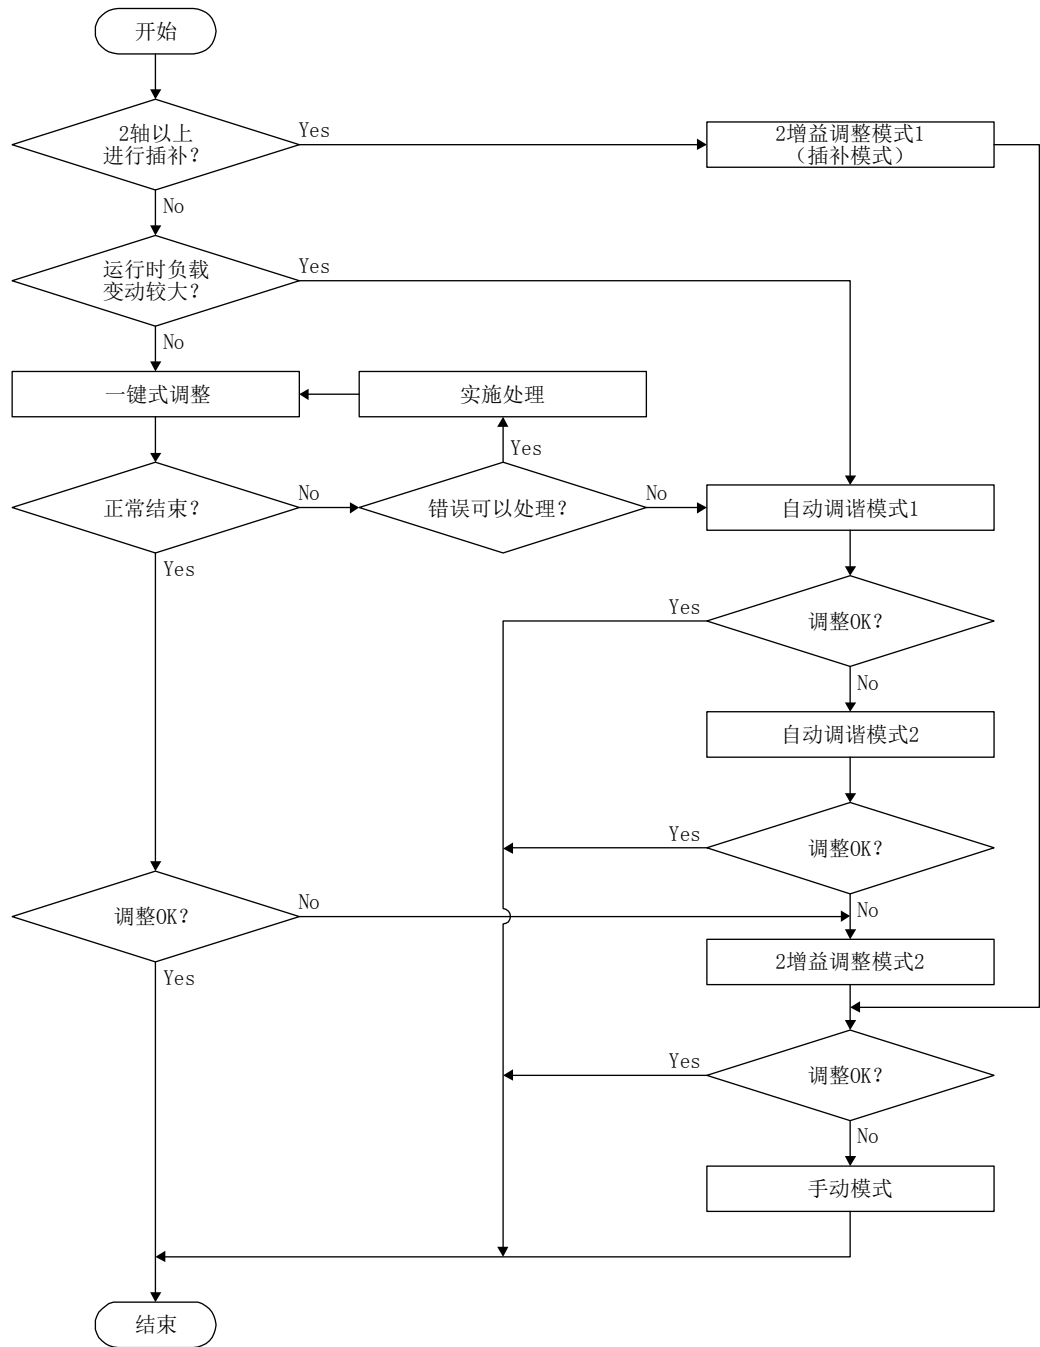 开始
2轴以上
进行插补？
Yes
2增益调整模式1
（插补模式）
No
运行时负载
变动较大？
Yes
No
一键式调整
实施处理
Yes
正常结束？
No
错误可以处理？
No
自动调谐模式1
Yes
Yes
调整OK？
No
自动调谐模式2
Yes
调整OK？
调整OK？
No
No
Yes
2增益调整模式2
Yes
调整OK？
No
手动模式
结束